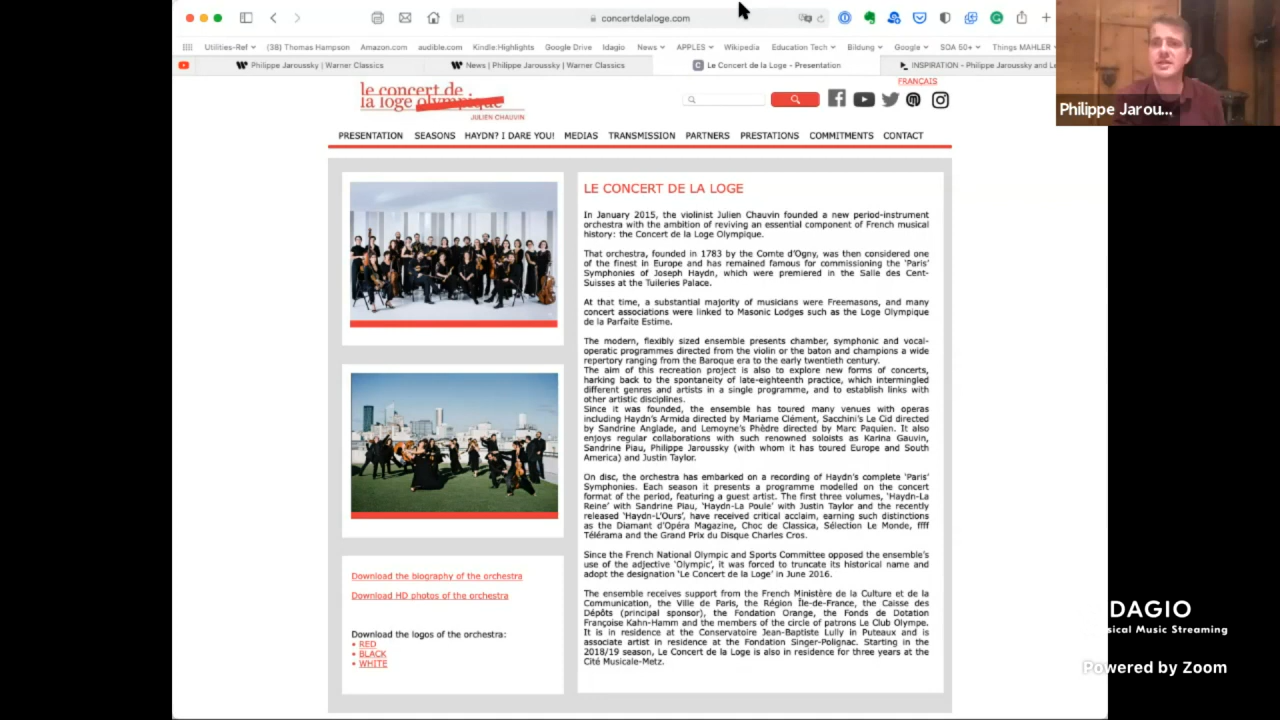 concertdelaloge.com
Utilities-Ref
(38) Thomas Hampson
Amazon.com
audible.com
Kindle:Highlights
Google Drive
Idagio
News
APPLES
Wikipedia
Education Tech
Bildung
Google
SOA 50+
Things MAHLER
Philippe Jaroussky | Warner Classics
News | Philippe Jaroussky | Warner Classics
Le Concert de la Loge - Presentation
INSPIRATION - Philippe Jaroussky and Le
Philippe Jarou...
FRANÇAIS
le concert de
la loge olympique
JULIEN CHAUVIN
PRESENTATION SEASONS HAYDN? I DARE YOU! MEDIAS TRANSMISSION PARTNERS PRESTATIONS COMMITMENTS CONTACT
LE CONCERT DE LA LOGE
In January 2015, the violinist Julien Chauvin founded a new period-instrument
orchestra with the ambition of reviving an essential component of French musical
history: the Concert de la Loge Olympique.
That orchestra, founded in 1783 by the Comte d'Ogny, was then considered one
of the finest in Europe and has remained famous for commissioning the 'Paris'
Symphonies of Joseph Haydn, which were premiered in the Salle des Cent-
Suisses at the Tuileries Palace.
At that time, a substantial majority of musicians were Freemasons, and many
concert associations were linked to Masonic Lodges such as the Loge Olympique
de la Parfaite Estime.
The modern, flexibly sized ensemble presents chamber, symphonic and vocal-
operatic programmes directed from the violin or the baton and champions a wide
repertory ranging from the Baroque era to the early twentieth century.
The aim of this recreation project is also to explore new forms of concerts,
harking back to the spontaneity of late-eighteenth practice, which intermingled
different genres and artists in a single programme, and to establish links with
other artistic disciplines.
Since it was founded, the ensemble has toured many venues with operas
including Haydn's Armida directed by Mariame Clément, Sacchini's Le Cid directed
by Sandrine Anglade, and Lemoyne's Phèdre directed by Marc Paquien. It also
enjoys regular collaborations with such renowned soloists as Karina Gauvin,
Sandrine Piau, Philippe Jaroussky (with whom it has toured Europe and South
America) and Justin Taylor.
On disc, the orchestra has embarked on a recording of Haydn's complete 'Paris'
Symphonies. Each season it presents a programme modelled on the concert
format of the period, featuring a guest artist. The first three volumes, 'Haydn-La
Reine' with Sandrine Piau, 'Haydn-La Poule' with Justin Taylor and the recently
released 'Haydn-L'Ours', have received critical acclaim, earning such distinctions
as the Diamant d'Opéra Magazine, Choc de Classica, Sélection Le Monde, ffff
Télérama and the Grand Prix du Disque Charles Cros.
Since the French National Olympic and Sports Committee opposed the ensemble's
use of the adjective 'Olympic', it was forced to truncate its historical name and
adopt the designation 'Le Concert de la Loge' in June 2016.
The ensemble receives support from the French Ministère de la Culture et de la
Communication, the Ville de Paris, the Région Île-de-France, the Caisse des
Dépôts (principal sponsor), the Fondation Orange, the Fonds de Dotation
Françoise Kahn-Hamm and the members of the circle of patrons Le Club Olympe.
It is in residence at the Conservatoire Jean-Baptiste Lully in Puteaux and is
associate artist in residence at the Fondation Singer-Polignac. Starting in the
2018/19 season, Le Concert de la Loge is also in residence for three years at the
Cité Musicale-Metz.
Download the biography of the orchestra
Download HD photos of the orchestra
Download the logos of the orchestra:
• RED
• BLACK
• WHITE
DAGIO
sical Music Streaming
Powered by Zoom